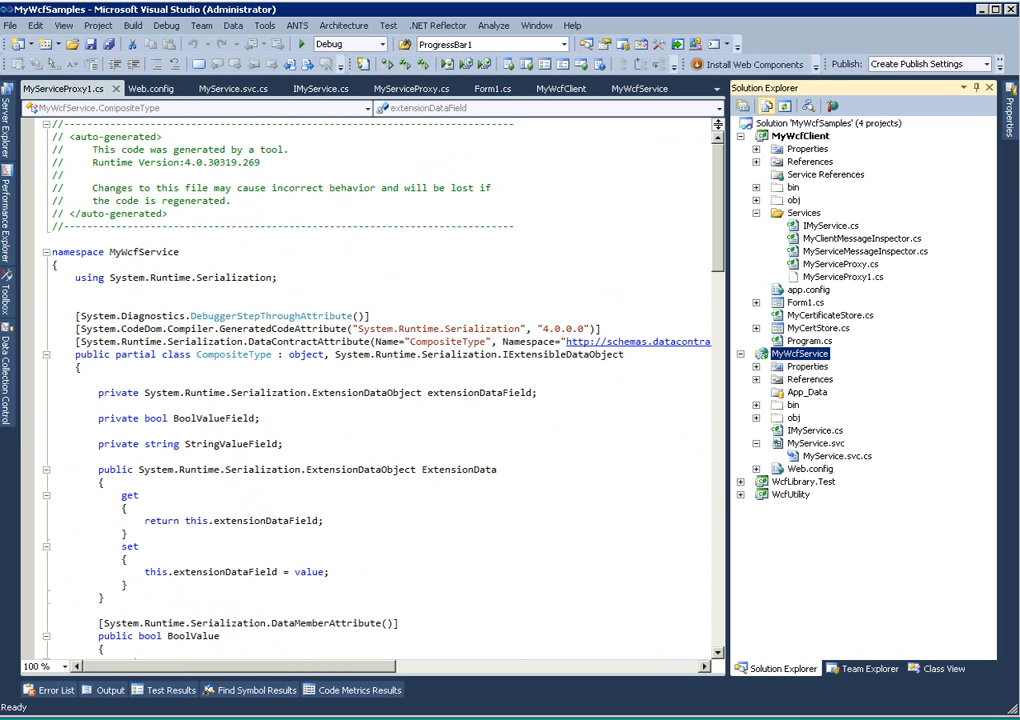 MyWcfSamples - Microsoft Visual Studio (Administrator)
File Edit View Project Build Debug Team Data Tools ANTS Architecture Test .NET Reflector Analyze Window Help
Debug ProgressBar1
Install Web Components Publish: Create Publish Settings
MyServiceProxy1.cs Web.config MyService.svc.cs IMyService.cs MyServiceProxy.cs Form1.cs MyWcfClient MyWcfService
MyWcfService.CompositeType extensionDataField
Server Explorer
Performance Explorer
Toolbox
Data Collection Control
//--------------------------------------------------------------------------------
// <auto-generated>
//     This code was generated by a tool.
//     Runtime Version:4.0.30319.269
//
//     Changes to this file may cause incorrect behavior and will be lost if
//     the code is regenerated.
// </auto-generated>
//--------------------------------------------------------------------------------
namespace MyWcfService
{
using System.Runtime.Serialization;
[System.Diagnostics.DebuggerStepThroughAttribute()]
[System.CodeDom.Compiler.GeneratedCodeAttribute("System.Runtime.Serialization", "4.0.0.0")]
[System.Runtime.Serialization.DataContractAttribute(Name="CompositeType", Namespace="http://schemas.datacontra
public partial class CompositeType : object, System.Runtime.Serialization.IExtensibleDataObject
{
private System.Runtime.Serialization.ExtensionDataObject extensionDataField;
private bool BoolValueField;
private string StringValueField;
public System.Runtime.Serialization.ExtensionDataObject ExtensionData
{
get
{
return this.extensionDataField;
}
set
{
this.extensionDataField = value;
}
}
[System.Runtime.Serialization.DataMemberAttribute()]
public bool BoolValue
{
100 %
Solution Explorer
Solution 'MyWcfSamples' (4 projects)
MyWcfClient
Properties
References
Service References
bin
obj
Services
IMyService.cs
MyClientMessageInspector.cs
MyServiceMessageInspector.cs
MyServiceProxy.cs
MyServiceProxy1.cs
app.config
Form1.cs
MyCertificateStore.cs
MyCertStore.cs
Program.cs
MyWcfService
Properties
References
App_Data
bin
obj
IMyService.cs
MyService.svc
MyService.svc.cs
Web.config
WcfLibrary.Test
WcfUtility
Solution Explorer Team Explorer Class View
Properties
Error List Output Test Results Find Symbol Results Code Metrics Results
Ready